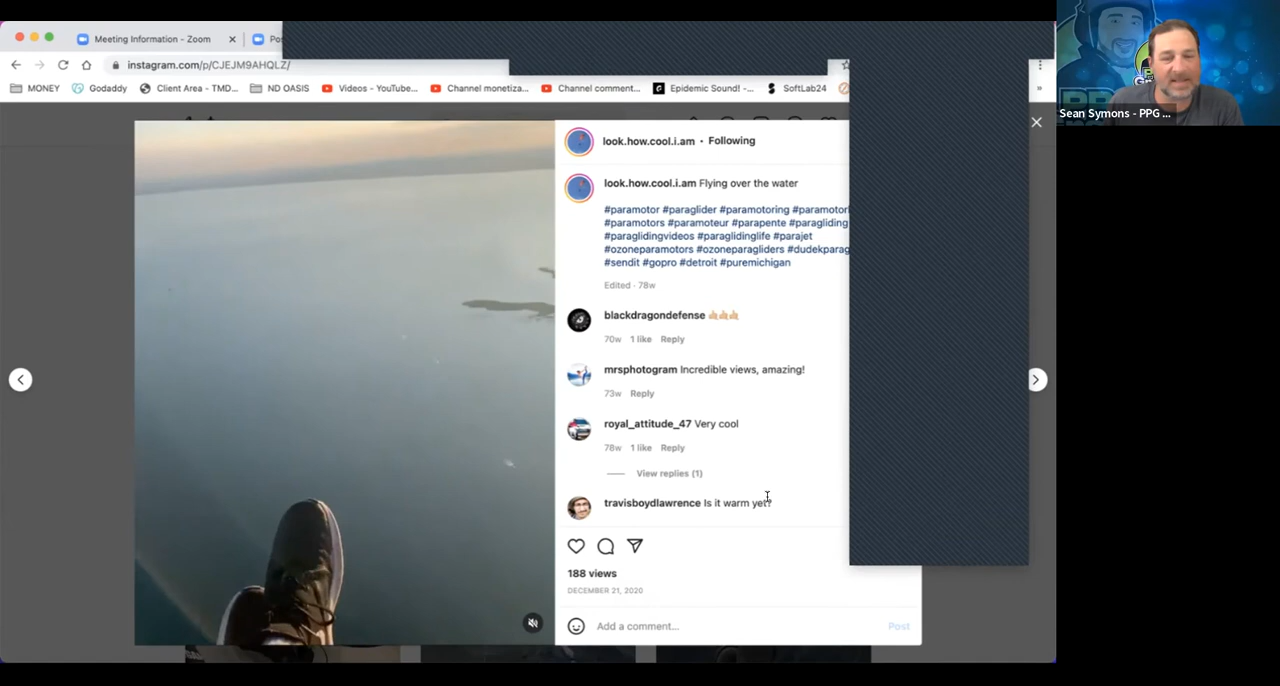 Meeting Information - Zoom
Po
instagram.com/p/CJEJM9AHQLZ/
MONEY Godaddy Client Area - TMD... ND OASIS Videos - YouTube... Channel monetiza... Channel comment... Epidemic Sound! -... SoftLab24 »
Sean Symons - PPG ...
look.how.cool.i.am • Following
look.how.cool.i.am Flying over the water
#paramotor #paraglider #paramotoring #paramotorl
#paramotors #paramoteur #parapente #paragliding
#paraglidingvideos #paraglidinglife #parajet
#ozoneparamotors #ozoneparagliders #dudekparag
#sendit #gopro #detroit #puremichigan
Edited · 78w
blackdragondefense 🤙🏼🤙🏼🤙🏼
70w 1 like Reply
mrsphotogram Incredible views, amazing!
73w Reply
royal_attitude_47 Very cool
78w 1 like Reply
View replies (1)
travisboydlawrence Is it warm yet?
188 views
DECEMBER 21, 2020
Add a comment... Post